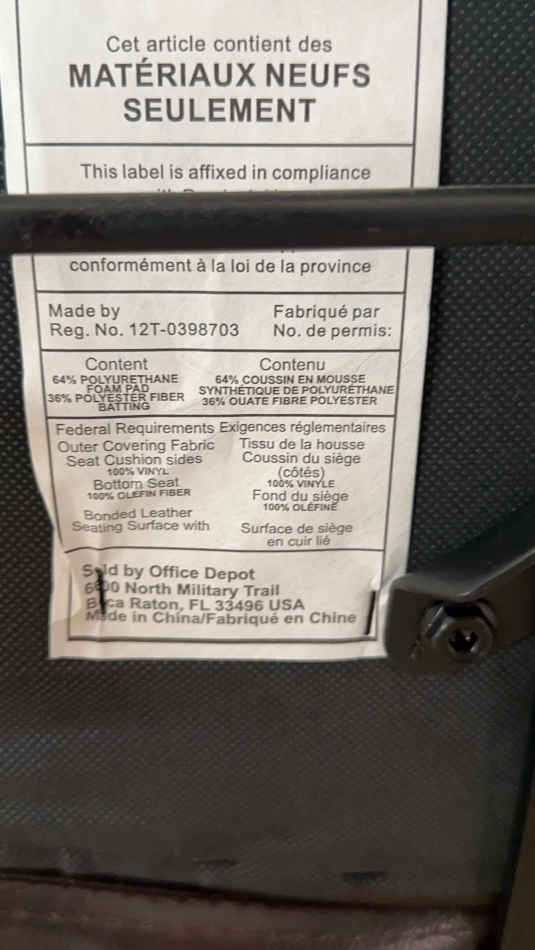 Cet article contient des
MATÉRIAUX NEUFS
SEULEMENT
This label is affixed in compliance
conformément à la loi de la province
Made by
Reg. No. 12T-0398703
Fabriqué par
No. de permis:
Content
64% POLYURETHANE
FOAM PAD
36% POLYESTER FIBER
BATTING
Contenu
64% COUSSIN EN MOUSSE
SYNTHÉTIQUE DE POLYURÉTHANE
36% OUATE FIBRE POLYESTER
Federal Requirements Exigences réglementaires
Outer Covering Fabric
Seat Cushion sides
100% VINYL
Bottom Seat
100% OLEFIN FIBER
Bonded Leather
Seating Surface with
Tissu de la housse
Coussin du siège
(côtés)
100% VINYLE
Fond du siège
100% OLÉFINE
Surface de siège
en cuir lié
Sold by Office Depot
North Military Trail
Boca Raton, FL 33496 USA
Made in China/Fabriqué en Chine